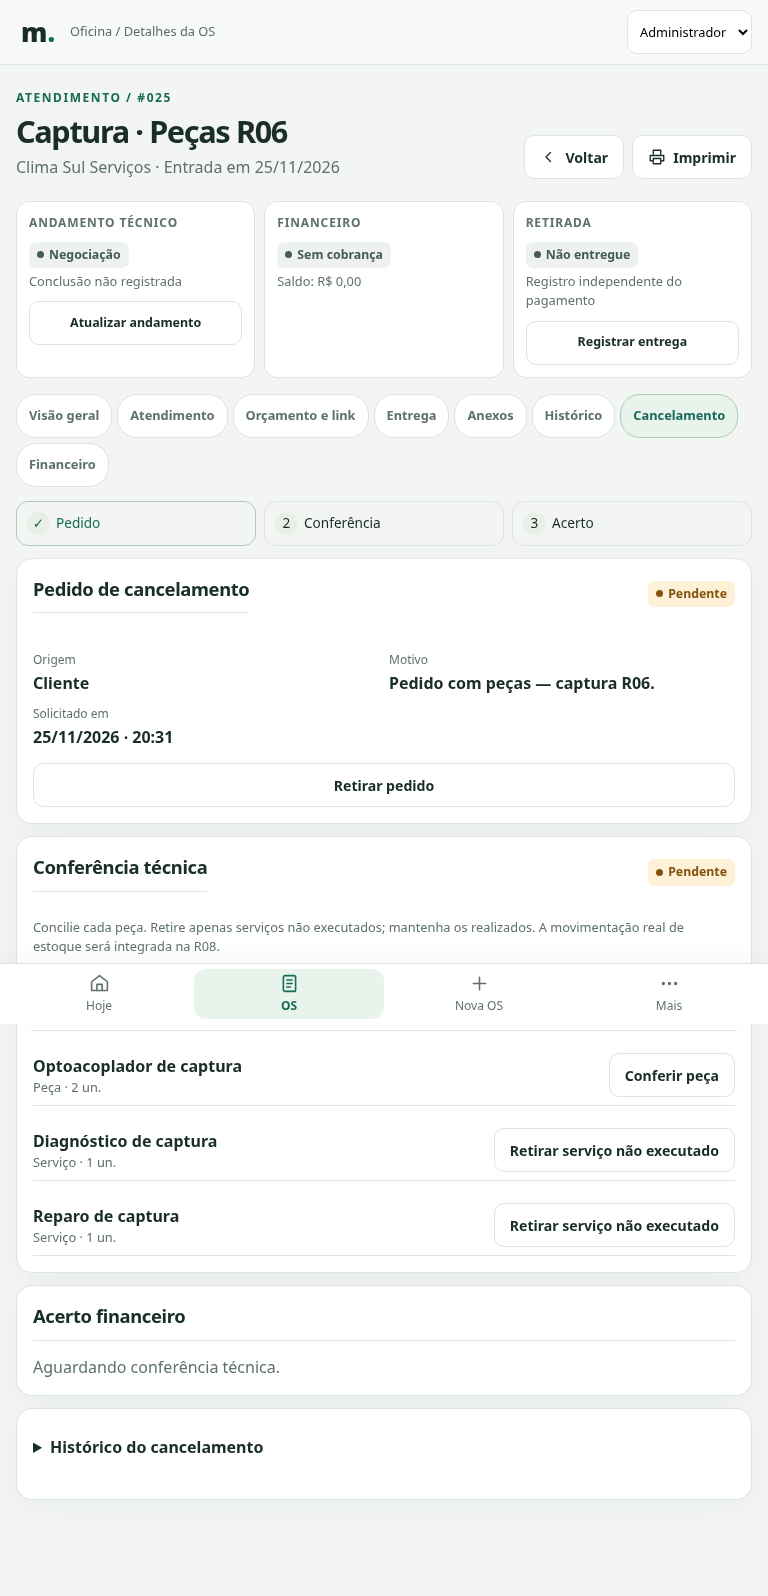 m.
Oficina / Detalhes da OS
Administrador
ATENDIMENTO / #025
Captura · Peças R06
Clima Sul Serviços · Entrada em 25/11/2026
Voltar
Imprimir
ANDAMENTO TÉCNICO
Negociação
Conclusão não registrada
Atualizar andamento
FINANCEIRO
Sem cobrança
Saldo: R$ 0,00
RETIRADA
Não entregue
Registro independente do
pagamento
Registrar entrega
Visão geral
Atendimento
Orçamento e link
Entrega
Anexos
Histórico
Cancelamento
Financeiro
✓ Pedido
2 Conferência
3 Acerto
Pedido de cancelamento
Pendente
Origem
Cliente
Motivo
Pedido com peças — captura R06.
Solicitado em
25/11/2026 · 20:31
Retirar pedido
Conferência técnica
Pendente
Concilie cada peça. Retire apenas serviços não executados; mantenha os realizados. A movimentação real de
estoque será integrada na R08.
Hoje
OS
Nova OS
Mais
Optoacoplador de captura
Peça · 2 un.
Conferir peça
Diagnóstico de captura
Serviço · 1 un.
Retirar serviço não executado
Reparo de captura
Serviço · 1 un.
Retirar serviço não executado
Acerto financeiro
Aguardando conferência técnica.
Histórico do cancelamento